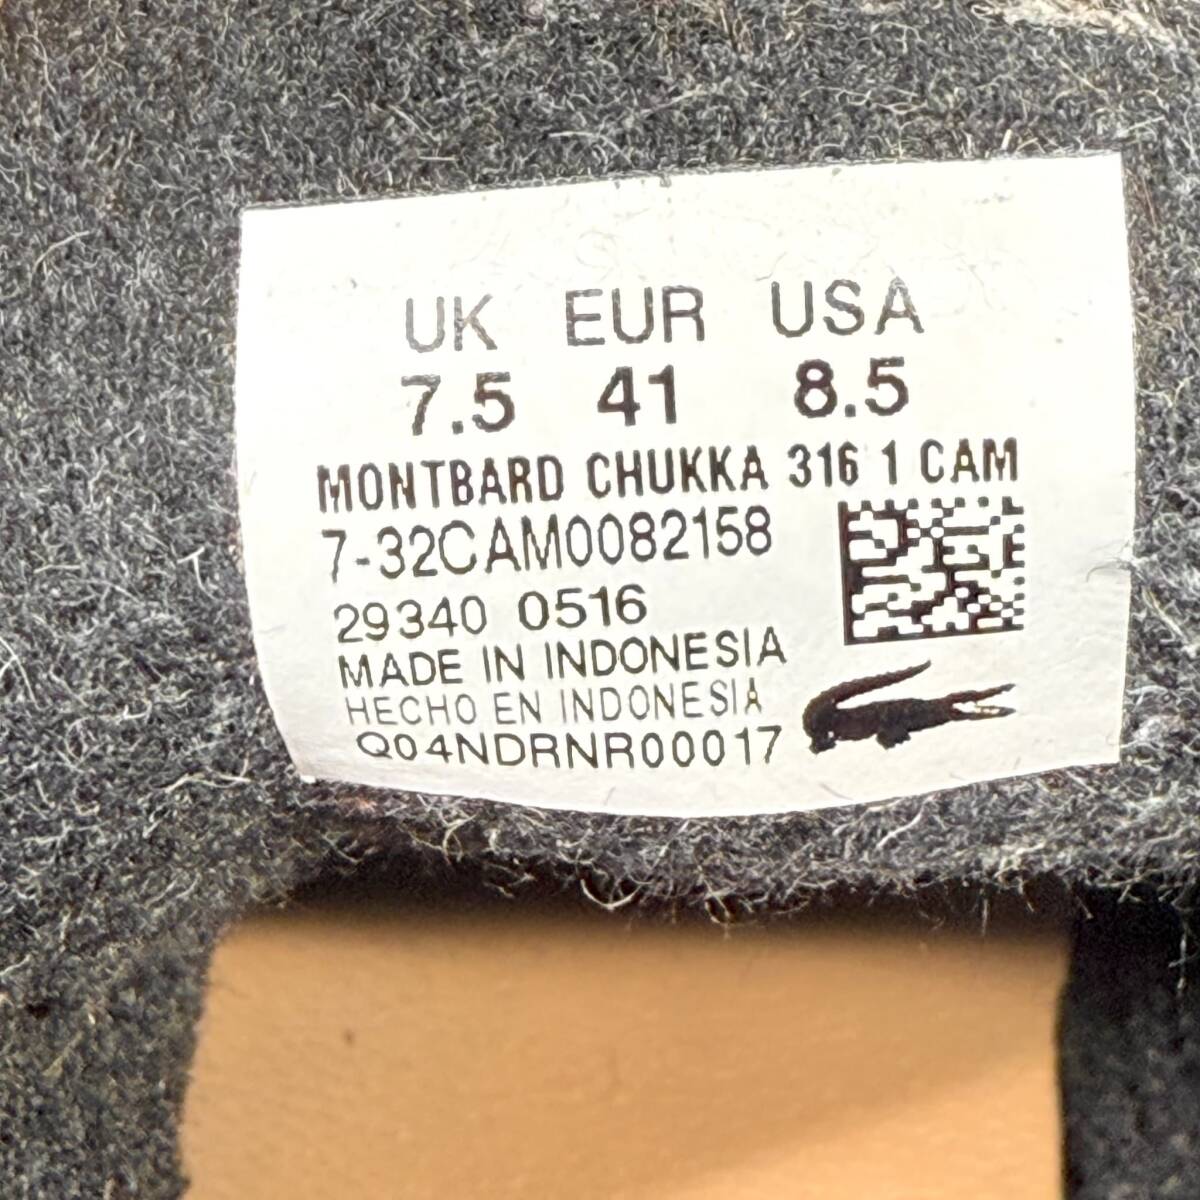 UK EUR USA
7.5 41 8.5
MONTBARD CHUKKA 316 1 CAM
7-32CAM0082158
29340 0516
MADE IN INDONESIA
HECHO EN INDONESIA
Q04NDRNR00017